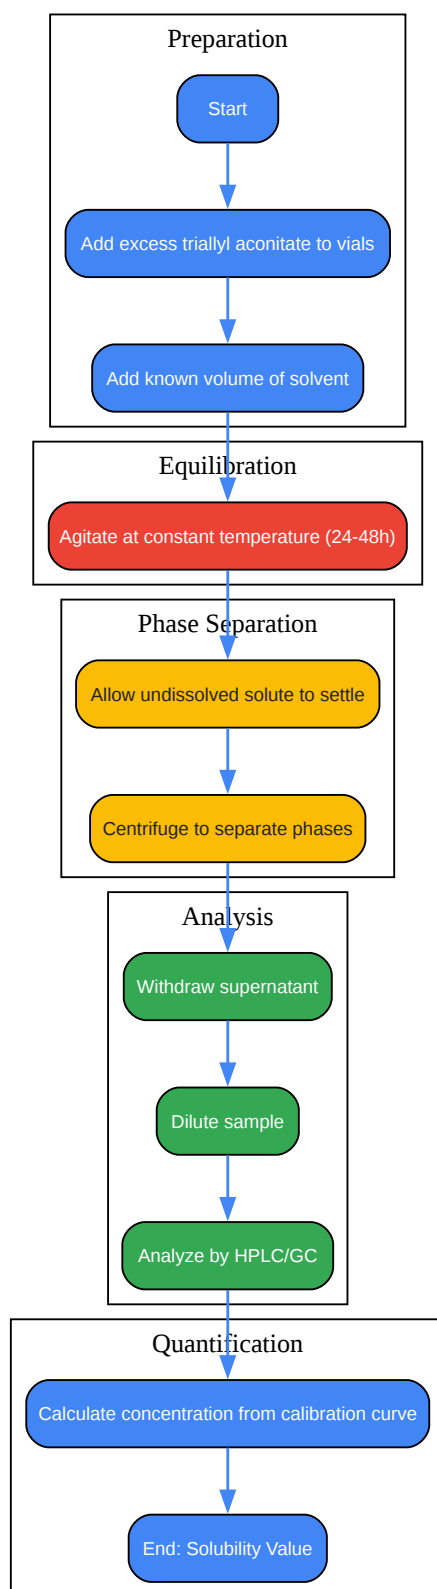 Preparation
Start
Add excess triallyl aconitate to vials
Add known volume of solvent
Equilibration
Agitate at constant temperature (24-48h)
Phase Separation
Allow undissolved solute to settle
Centrifuge to separate phases
Analysis
Withdraw supernatant
Dilute sample
Analyze by HPLC/GC
Quantification
Calculate concentration from calibration curve
End: Solubility Value